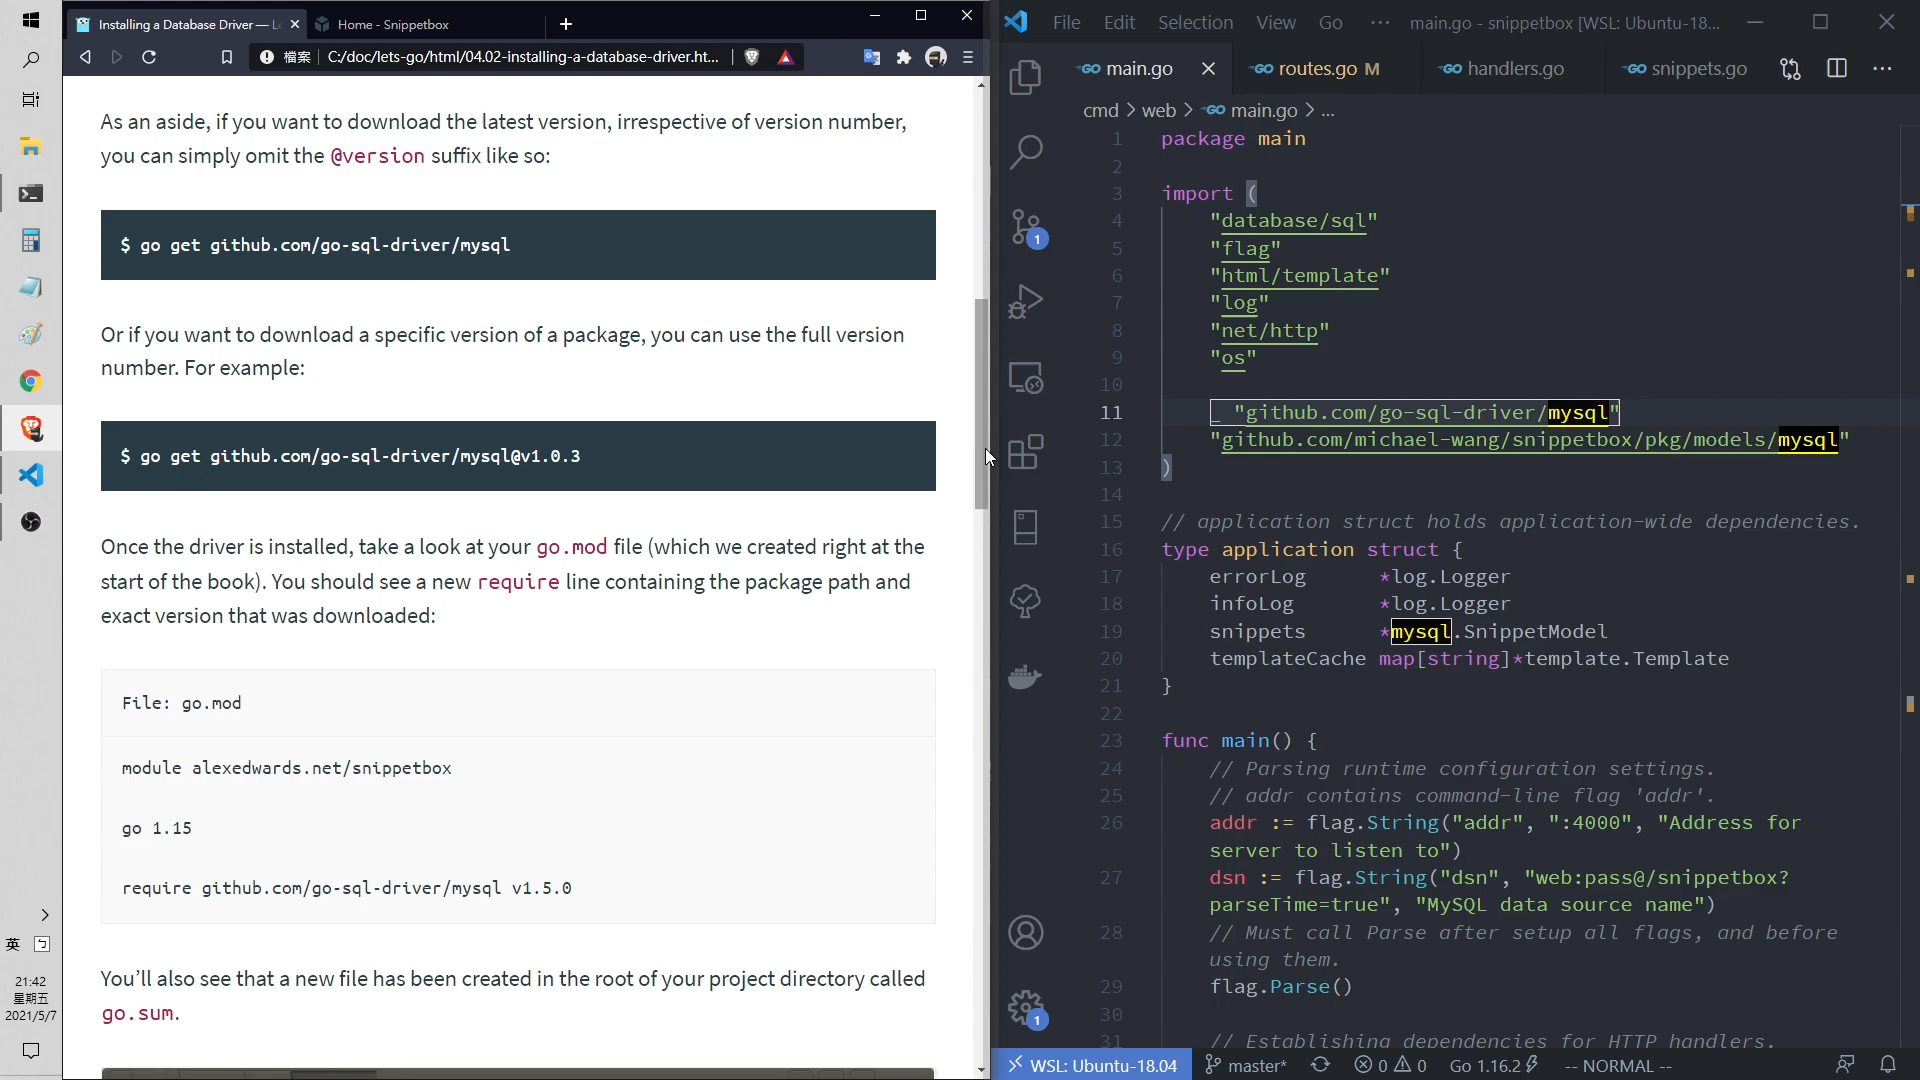 Installing a Database Driver — Le
Home - Snippetbox
檔案
C:/doc/lets-go/html/04.02-installing-a-database-driver.ht...
As an aside, if you want to download the latest version, irrespective of version number,
you can simply omit the @version suffix like so:
$ go get github.com/go-sql-driver/mysql
Or if you want to download a specific version of a package, you can use the full version
number. For example:
$ go get github.com/go-sql-driver/mysql@v1.0.3
Once the driver is installed, take a look at your go.mod file (which we created right at the
start of the book). You should see a new require line containing the package path and
exact version that was downloaded:
File: go.mod
module alexedwards.net/snippetbox
go 1.15
require github.com/go-sql-driver/mysql v1.5.0
You’ll also see that a new file has been created in the root of your project directory called
go.sum.
英
21:42
星期五
2021/5/7
File Edit Selection View Go ··· main.go - snippetbox [WSL: Ubuntu-18...
main.go
routes.go M
handlers.go
snippets.go
cmd > web > main.go > ...
1 package main
2
3 import (
4 "database/sql"
5 "flag"
6 "html/template"
7 "log"
8 "net/http"
9 "os"
10
11 _ "github.com/go-sql-driver/mysql"
12 "github.com/michael-wang/snippetbox/pkg/models/mysql"
13 )
14
15 // application struct holds application-wide dependencies.
16 type application struct {
17 errorLog *log.Logger
18 infoLog *log.Logger
19 snippets *mysql.SnippetModel
20 templateCache map[string]*template.Template
21 }
22
23 func main() {
24 // Parsing runtime configuration settings.
25 // addr contains command-line flag 'addr'.
26 addr := flag.String("addr", ":4000", "Address for
server to listen to")
27 dsn := flag.String("dsn", "web:pass@/snippetbox?
parseTime=true", "MySQL data source name")
28 // Must call Parse after setup all flags, and before
using them.
29 flag.Parse()
30
31 // Establishing dependencies for HTTP handlers.
1
1
WSL: Ubuntu-18.04 master* 0 0 Go 1.16.2 -- NORMAL --